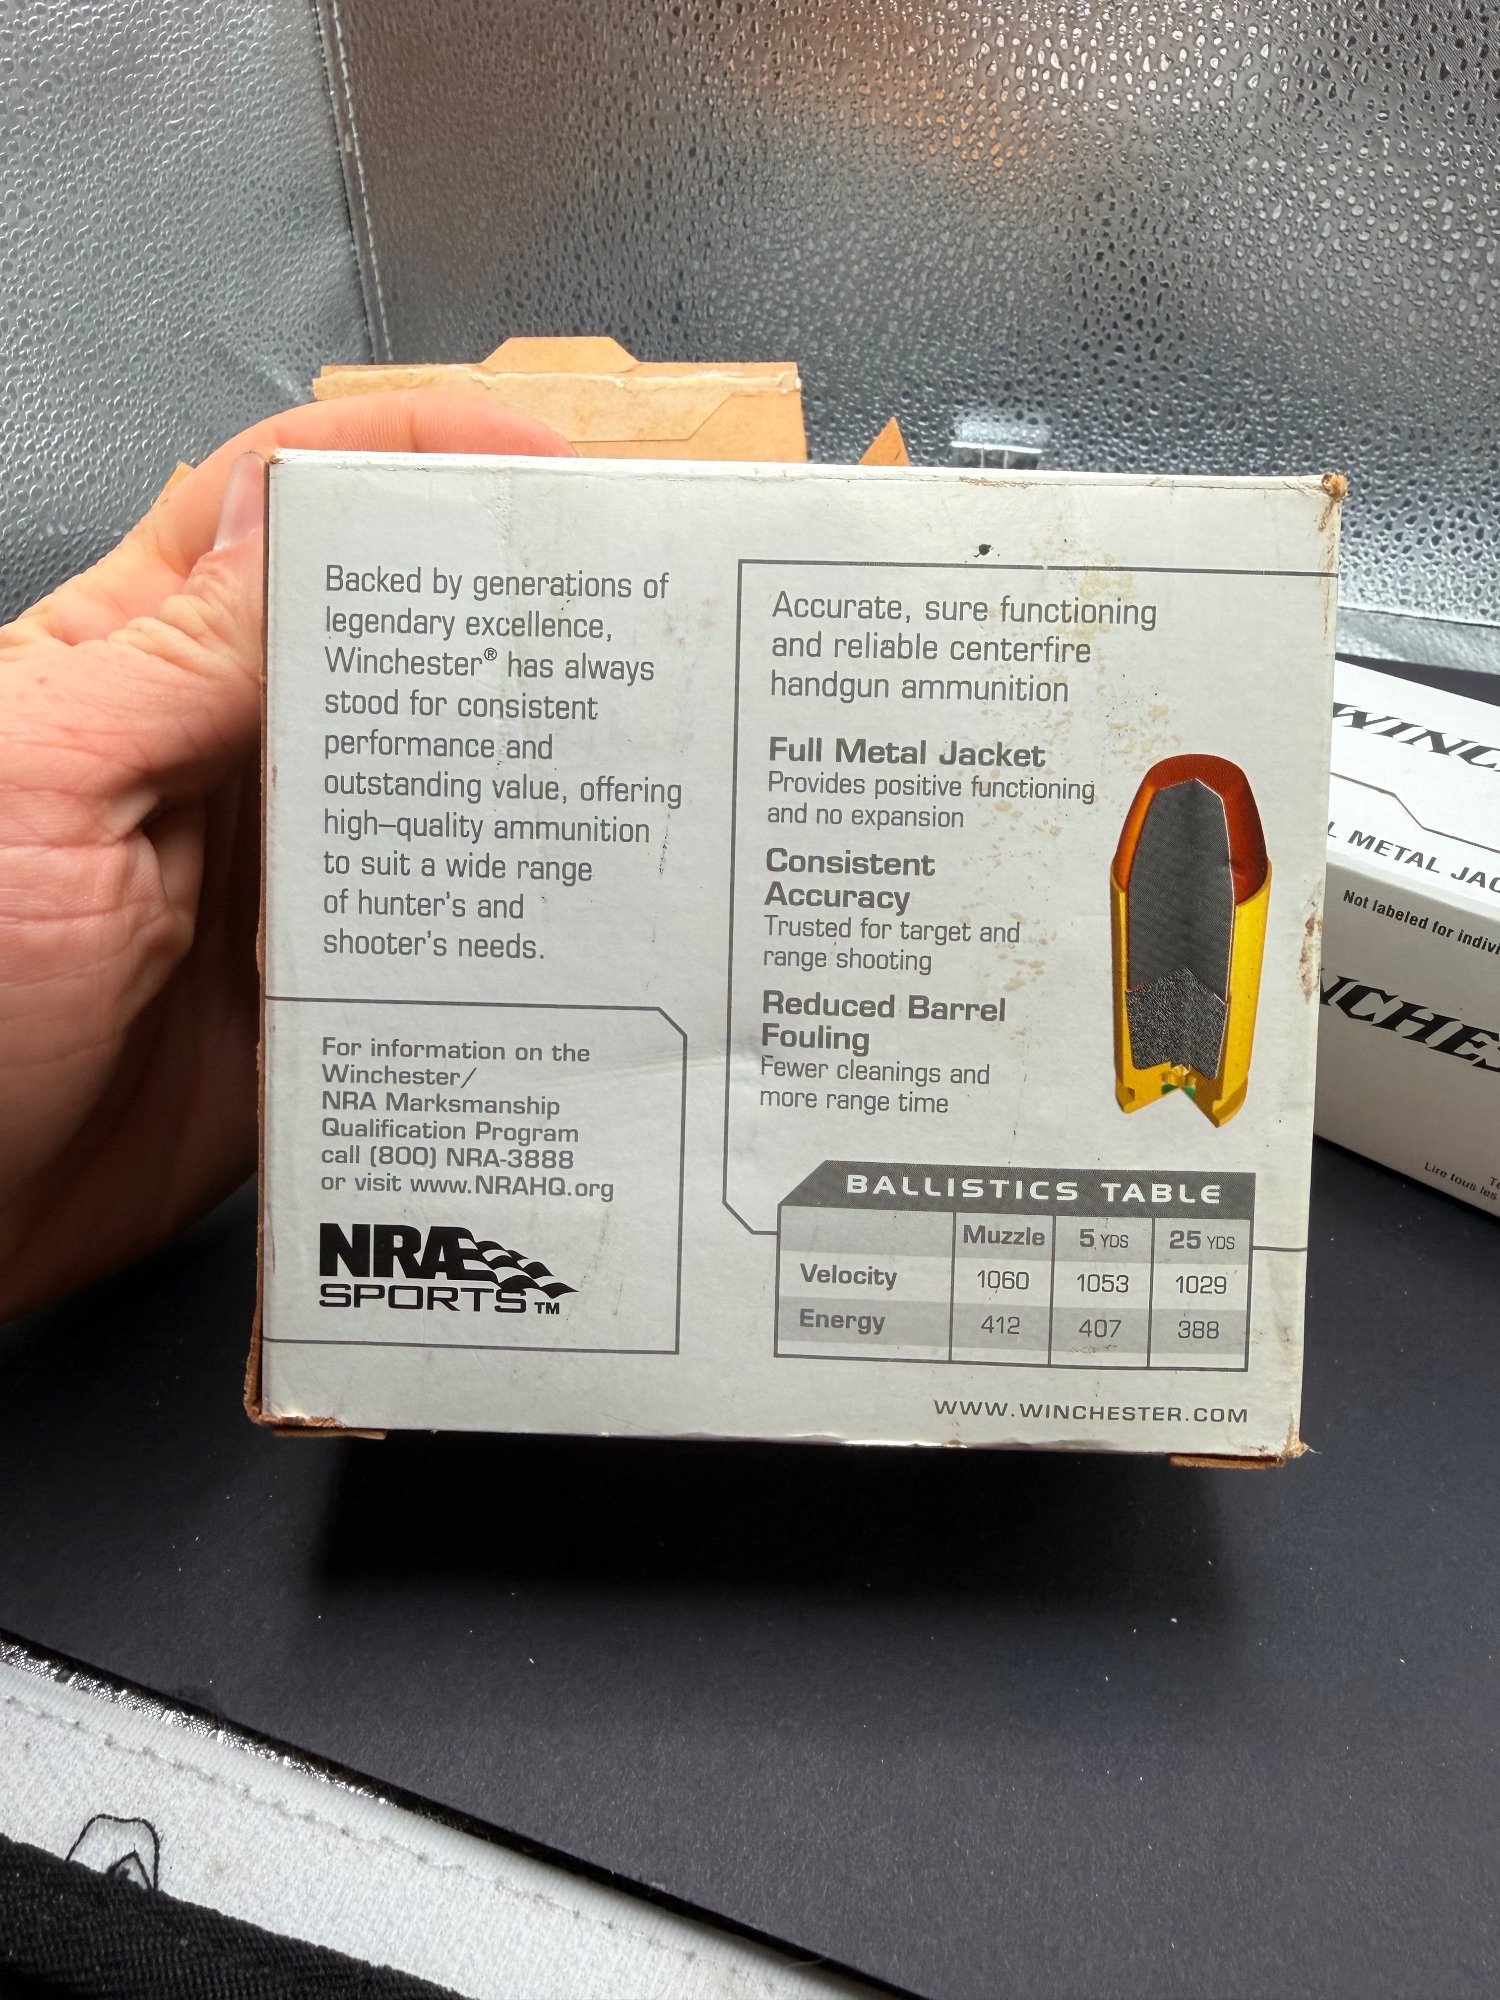 Backed by generations of
legendary excellence,
Winchester® has always
stood for consistent
performance and
outstanding value, offering
high–quality ammunition
to suit a wide range
of hunter's and
shooter's needs.
For information on the
Winchester/
NRA Marksmanship
Qualification Program
call (800) NRA-3888
or visit www.NRAHQ.org
NRA
SPORTS™
Accurate, sure functioning
and reliable centerfire
handgun ammunition
Full Metal Jacket
Provides positive functioning
and no expansion
Consistent
Accuracy
Trusted for target and
range shooting
Reduced Barrel
Fouling
Fewer cleanings and
more range time
BALLISTICS TABLE
Muzzle 5 YDS 25 YDS
Velocity 1060 1053 1029
Energy 412 407 388
WWW.WINCHESTER.COM
METAL
Not labeled for
Lire tous les